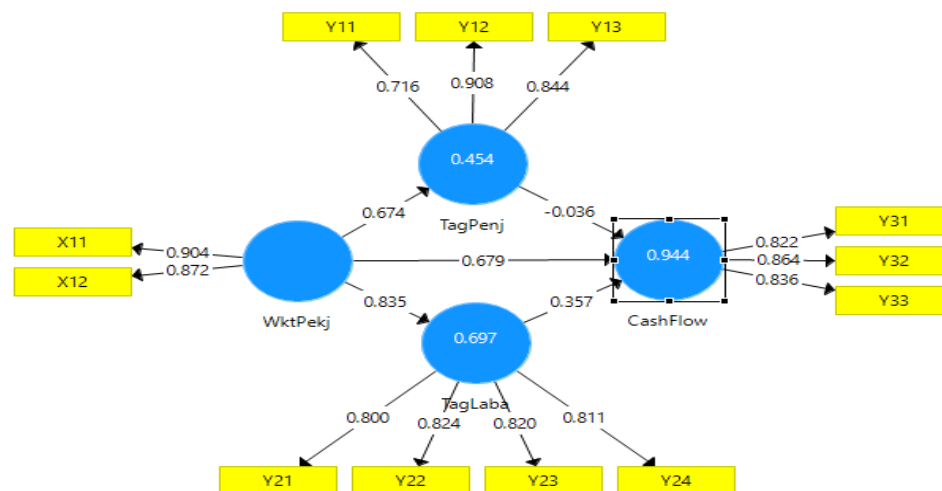 Y11 Y12 Y13
0.716 0.908 0.844
0.454
TagPenj
0.674 -0.036
X11 0.904
X12 0.872
WktPekj
0.679
0.944
CashFlow
0.822 Y31
0.864 Y32
0.836 Y33
0.835 0.357
0.697
TagLaba
0.800 0.824 0.820 0.811
Y21 Y22 Y23 Y24